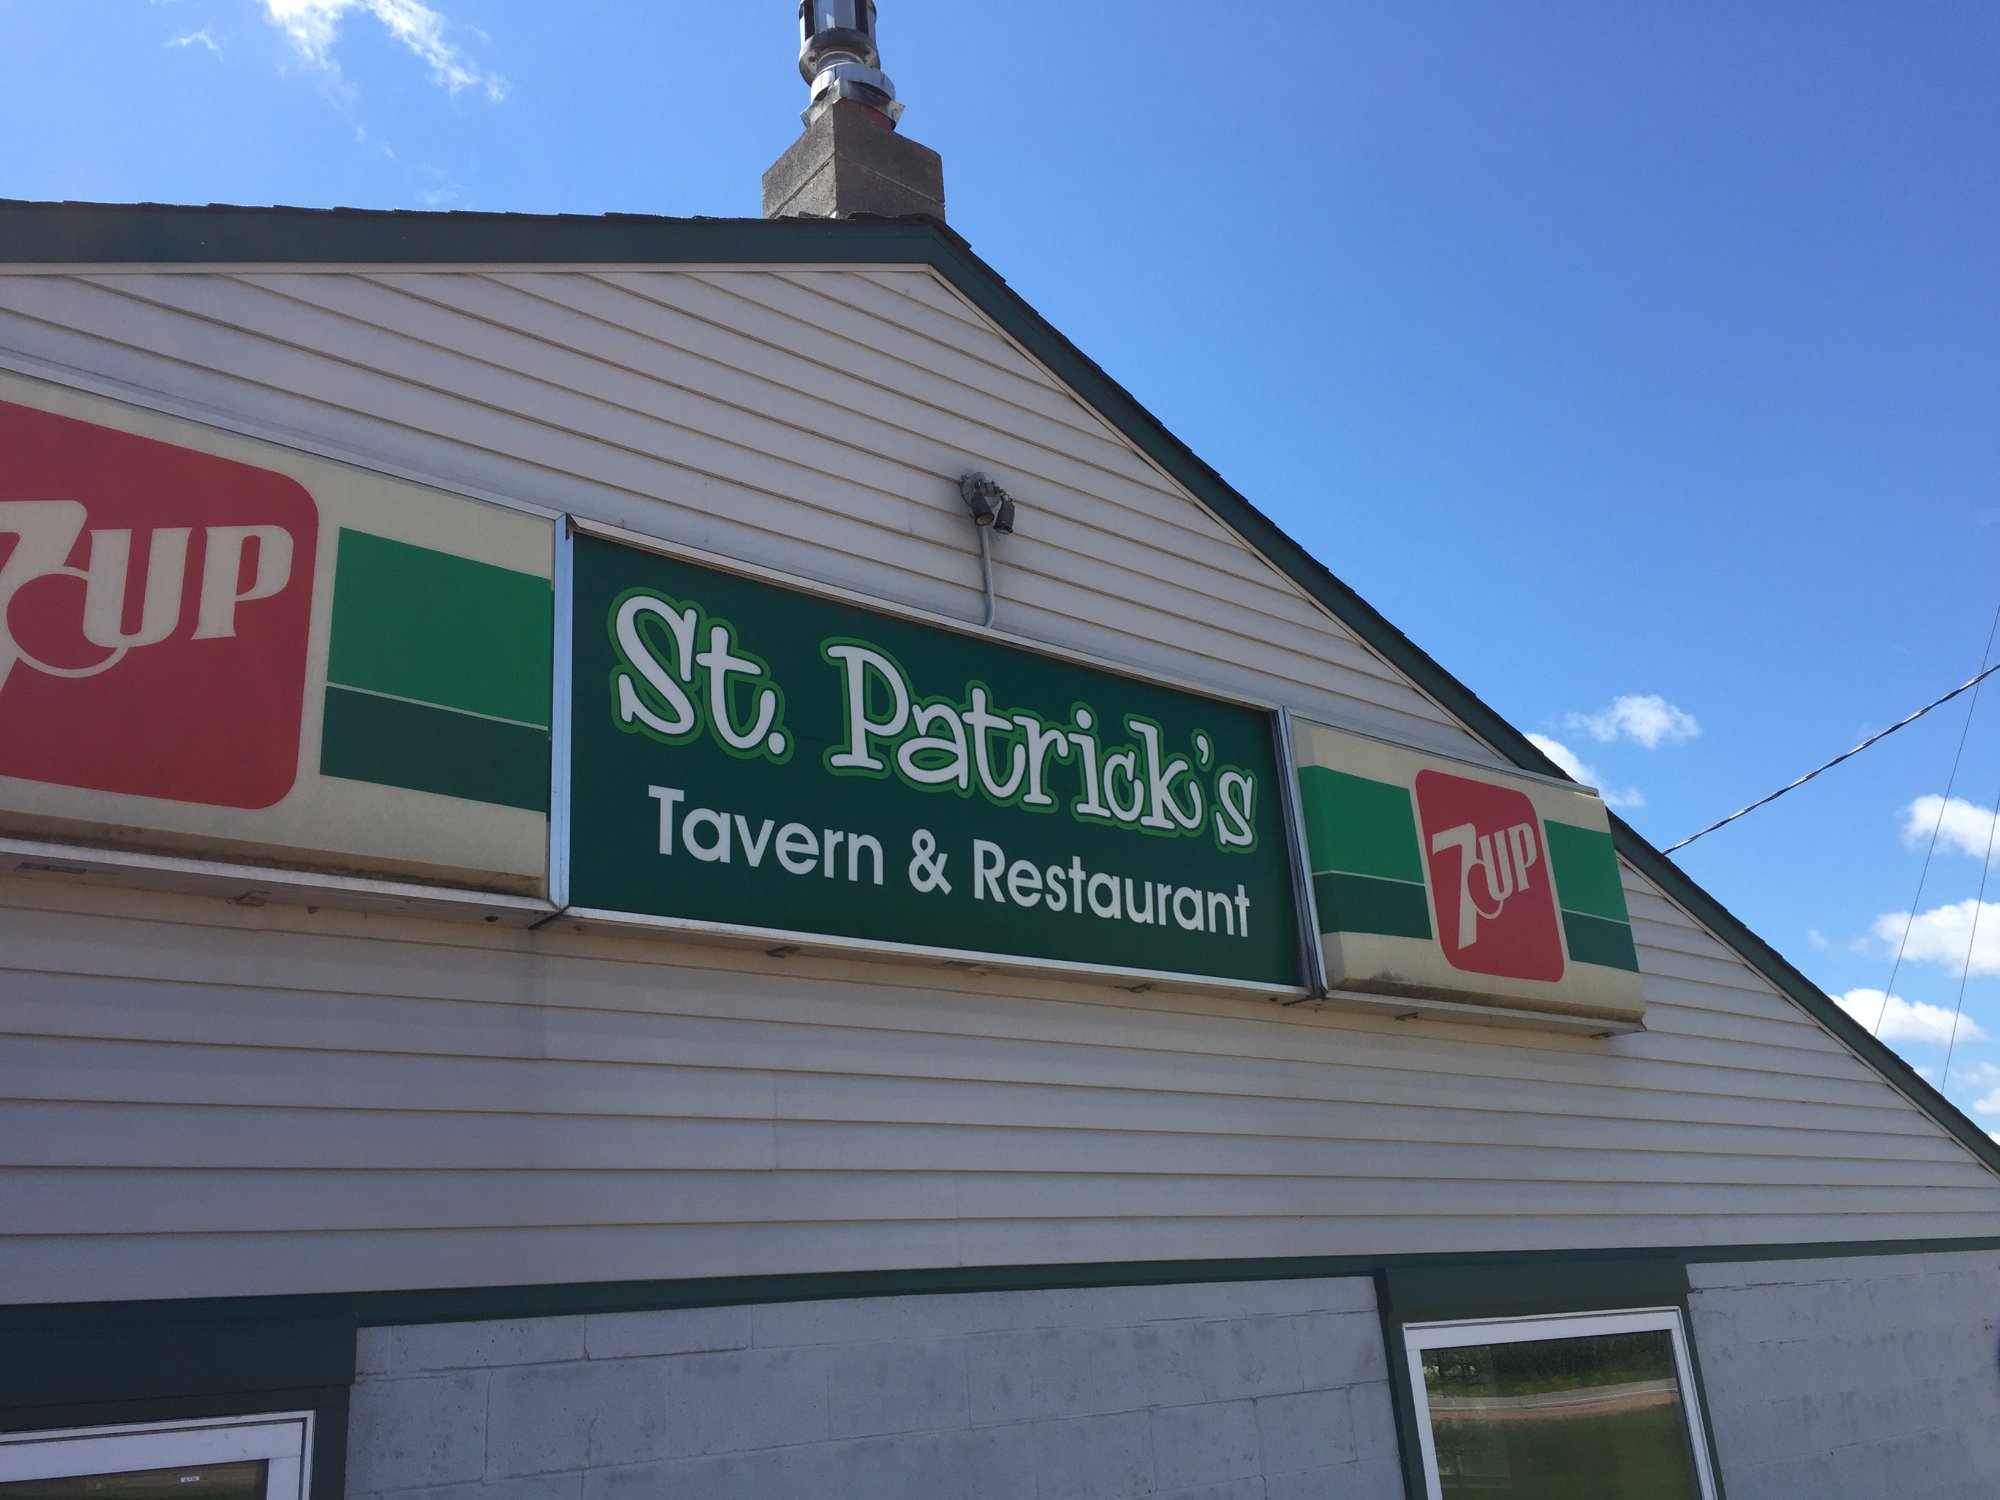 7UP
St. Patrick's
Tavern & Restaurant
7UP